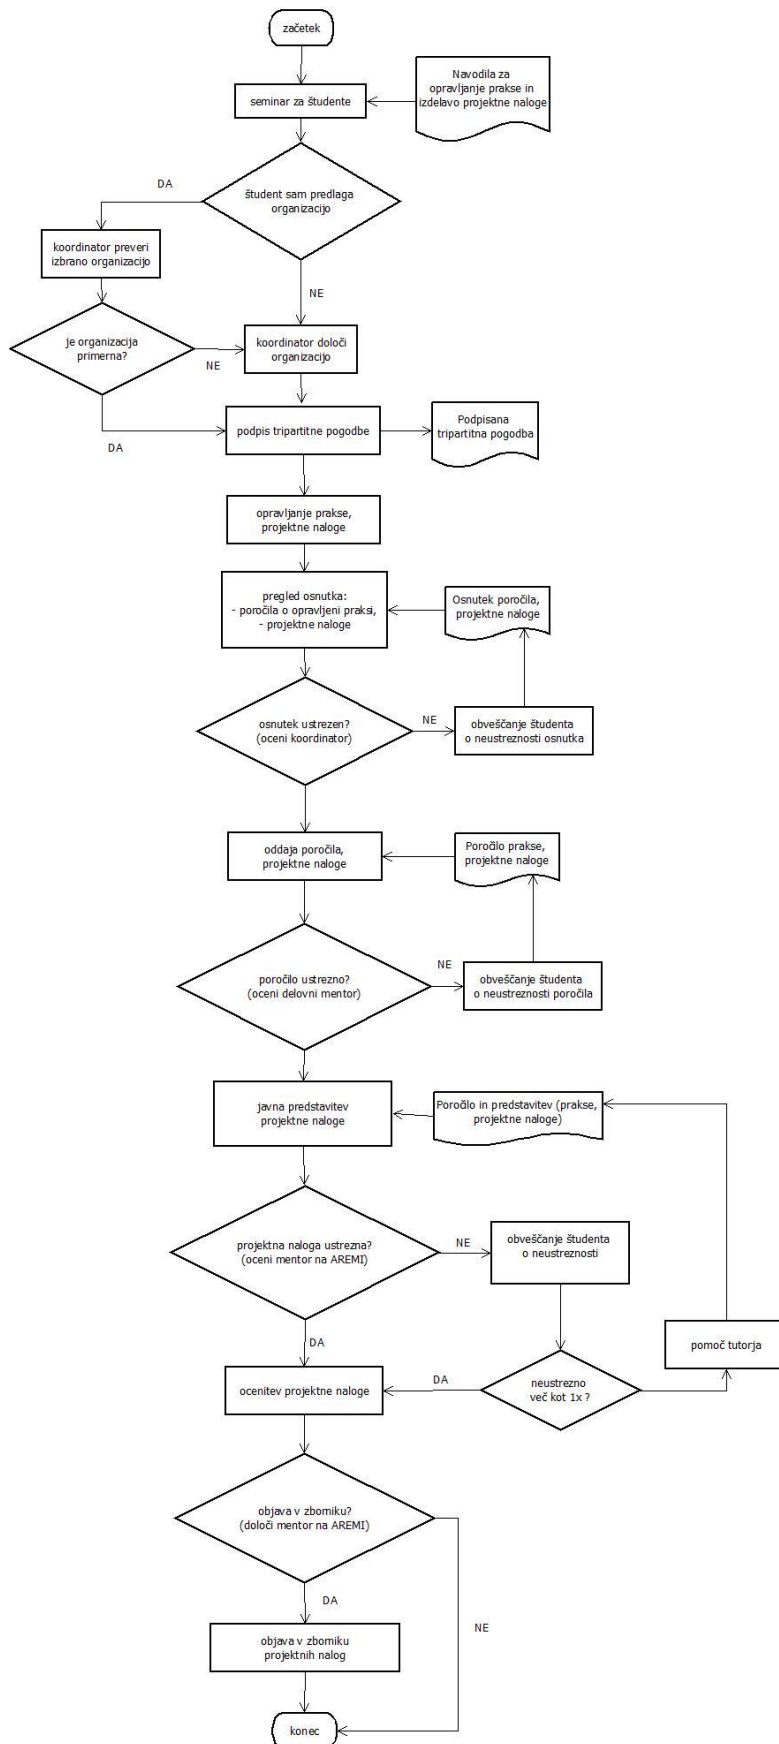 začetek
seminar za študente
Navodila za
opravljanje prakse in
izdelavo projektne naloge
DA
študent sam predlaga
organizacijo
koordinator preveri
izbrano organizacijo
NE
je organizacija
primerna?
NE
koordinator določi
organizacijo
DA
podpis tripartitne pogodbe
Podpisana
tripartitna pogodba
opravljanje prakse,
projektne naloge
pregled osnutka:
- poročila o opravljeni praksi,
- projektne naloge
Osnutek poročila,
projektne naloge
osnutek ustrezen?
(oceni koordinator)
NE
obveščanje študenta
o neustreznosti osnutka
oddaja poročila,
projektne naloge
Poročilo prakse,
projektne naloge
poročilo ustrezno?
(oceni delovni mentor)
NE
obveščanje študenta
o neustreznosti poročila
javna predstavitev
projektne naloge
Poročilo in predstavitev (prakse,
projektne naloge)
projektna naloga ustrezna?
(oceni mentor na AREMI)
NE
obveščanje študenta
o neustreznosti
DA
pomoč tutorja
ocenitev projektne naloge
DA
neustrezno
več kot 1x ?
objava v zborniku?
(določi mentor na AREMI)
DA
NE
objava v zborniku
projektnih nalog
konec